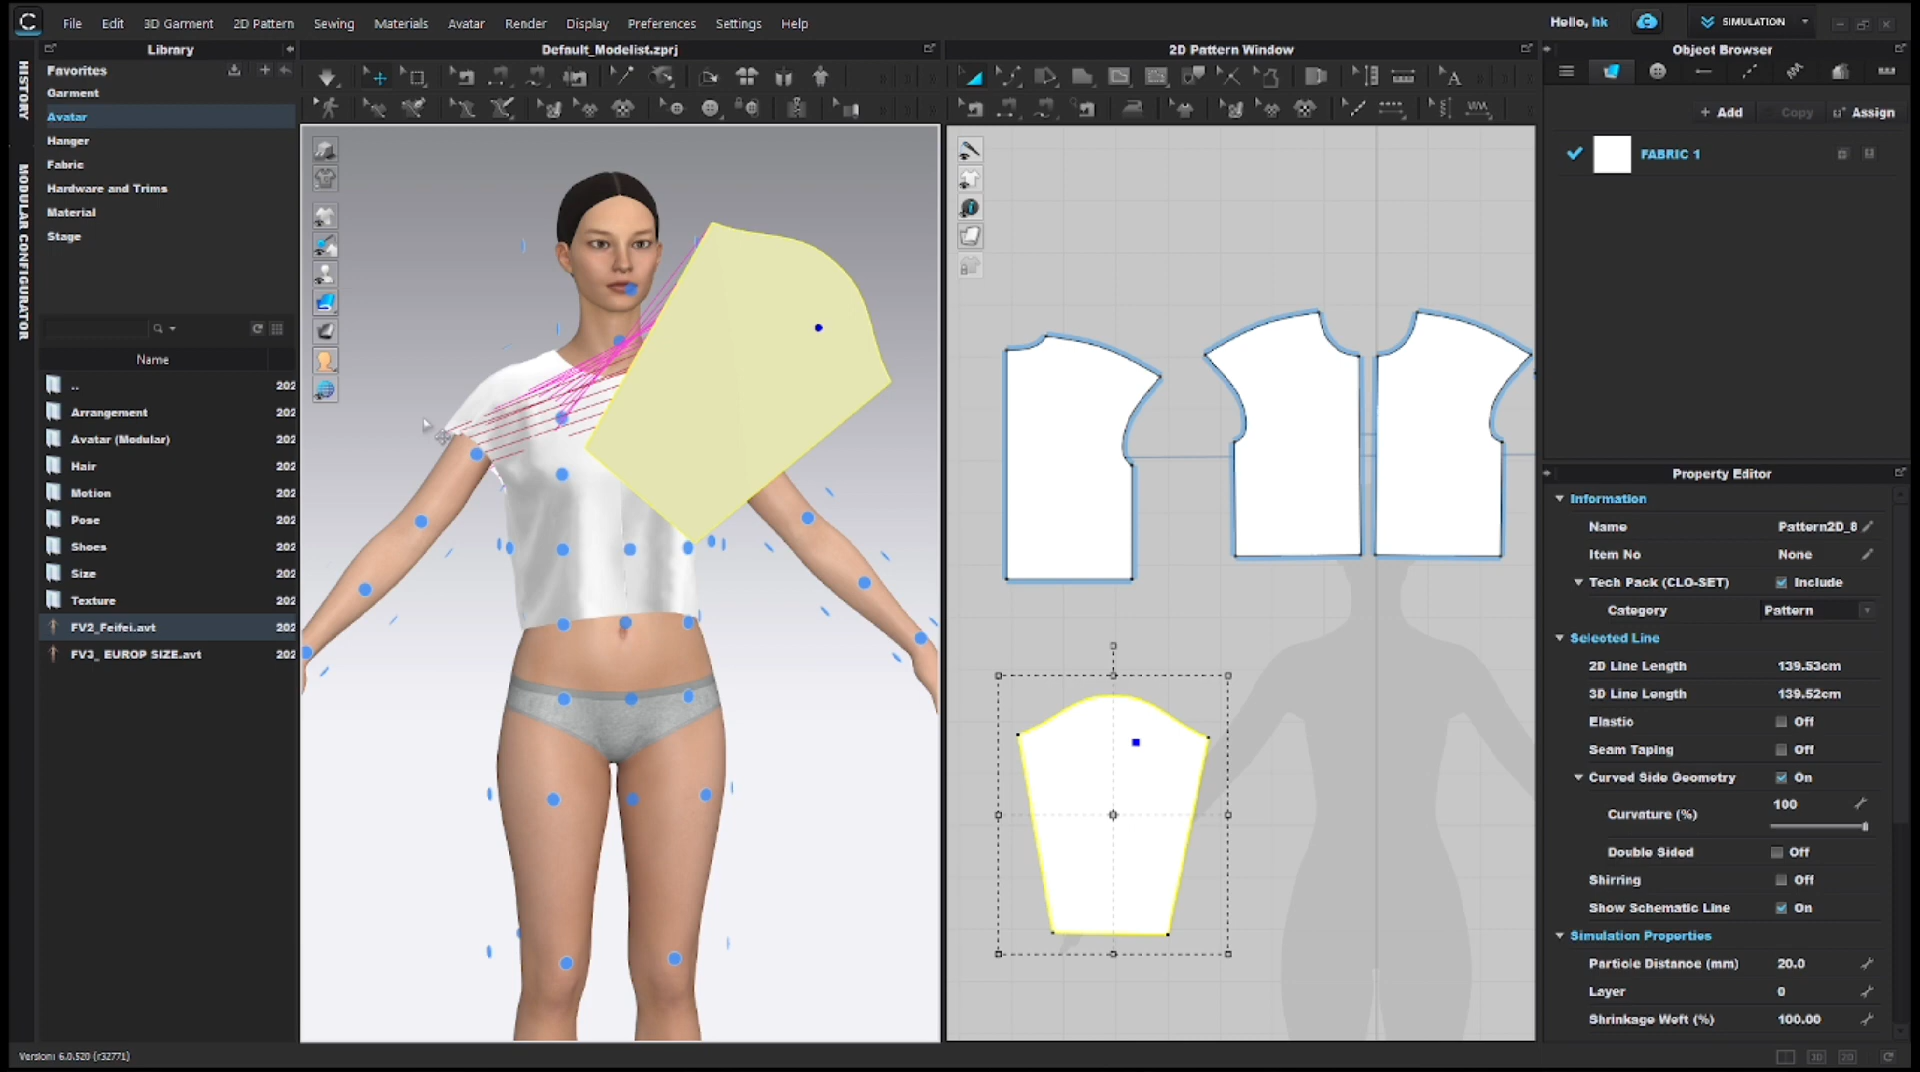 File Edit 3D Garment 2D Pattern Sewing Materials Avatar Render Display Preferences Settings Help
Hello, hk
SIMULATION
HISTORY
MODULAR CONFIGURATOR
Library
Favorites
Garment
Avatar
Hanger
Fabric
Hardware and Trims
Material
Stage
Name
.. 202
Arrangement 202
Avatar (Modular) 202
Hair 202
Motion 202
Pose 202
Shoes 202
Size 202
Texture 202
FV2_Feifei.avt 202
FV3_ EUROP SIZE.avt 202
Version: 6.0.520 (r32771)
Default_Modelist.zprj
2D Pattern Window
A
Object Browser
+ Add Copy Assign
FABRIC 1
Property Editor
Information
Name Pattern2D_8
Item No None
Tech Pack (CLO-SET) Include
Category Pattern
Selected Line
2D Line Length 139.53cm
3D Line Length 139.52cm
Elastic Off
Seam Taping Off
Curved Side Geometry On
Curvature (%) 100
Double Sided Off
Shirring Off
Show Schematic Line On
Simulation Properties
Particle Distance (mm) 20.0
Layer 0
Shrinkage Weft (%) 100.00
3D 2D